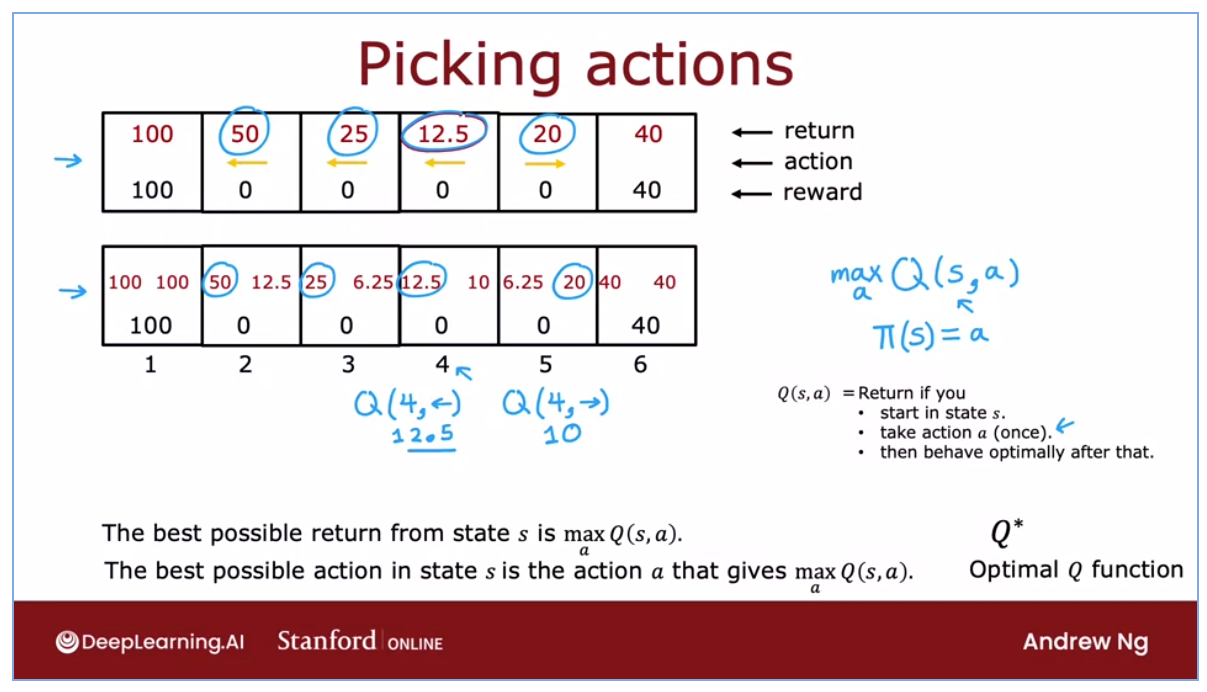 Picking actions
100 50 25 12.5 20 40 ← return
← ← ← → ← action
100 0 0 0 0 40 ← reward
→
100 100 50 12.5 25 6.25 12.5 10 6.25 20 40 40
→
100 0 0 0 0 40
1 2 3 4 5 6
max Q(s,a)
a
π(s) = a
Q(4,←) Q(4,→)
12.5 10
Q(s,a) = Return if you
• start in state s.
• take action a (once).
• then behave optimally after that.
The best possible return from state s is max Q(s,a).
a
The best possible action in state s is the action a that gives max Q(s,a).
a
Q*
Optimal Q function
DeepLearning.AI Stanford ONLINE Andrew Ng